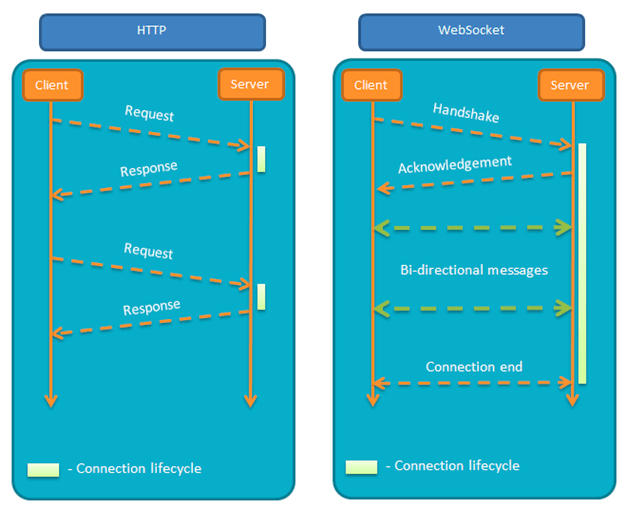 HTTP
Client
Server
Request
Response
Request
Response
- Connection lifecycle
WebSocket
Client
Server
Handshake
Acknowledgement
Bi-directional messages
Connection end
- Connection lifecycle